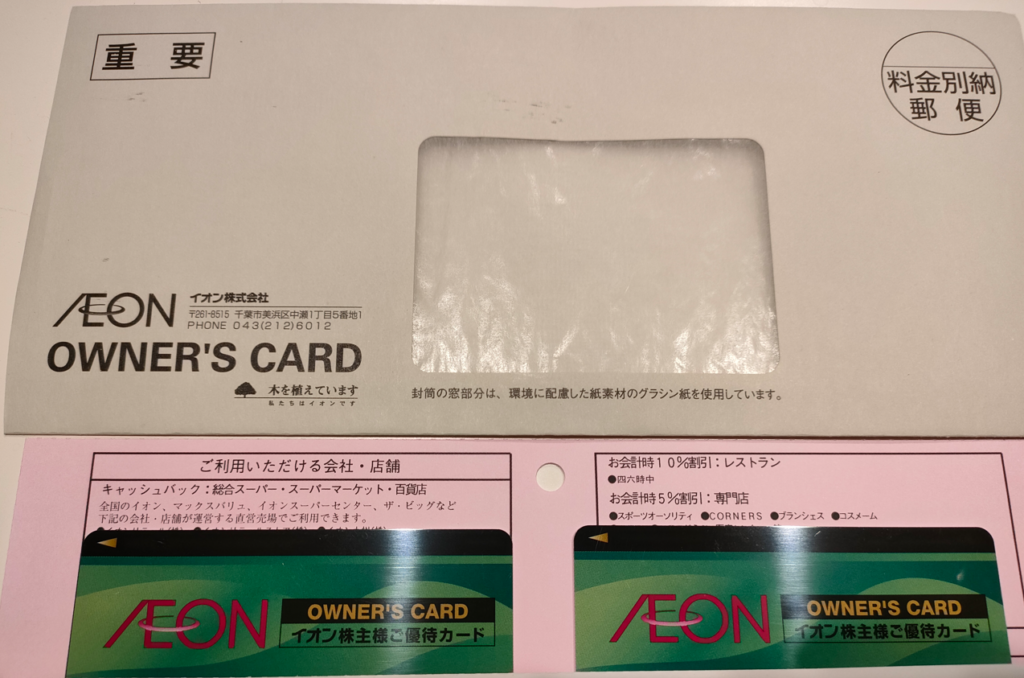 重要
料金別納
郵便
ÆON イオン株式会社
〒261-8515 千葉市美浜区中瀬1丁目5番地1
PHONE 043(212)6012
OWNER'S CARD
木を植えています
私たちはイオンです
封筒の窓部分は、環境に配慮した紙素材のグラシン紙を使用しています。
ご利用いただける会社・店舗
キャッシュバック：総合スーパー・スーパーマーケット・百貨店
全国のイオン、マックスバリュ、イオンスーパーセンター、ザ・ビッグなど
下記の会社・店舗が運営する直営売場でご利用できます。
お会計時10%割引：レストラン
●四六時中
お会計時5%割引：専門店
●スポーツオーソリティ ●CORNERS ●ブランシェス ●コスメーム
ÆON
OWNER'S CARD
イオン株主様ご優待カード
ÆON
OWNER'S CARD
イオン株主様ご優待カード